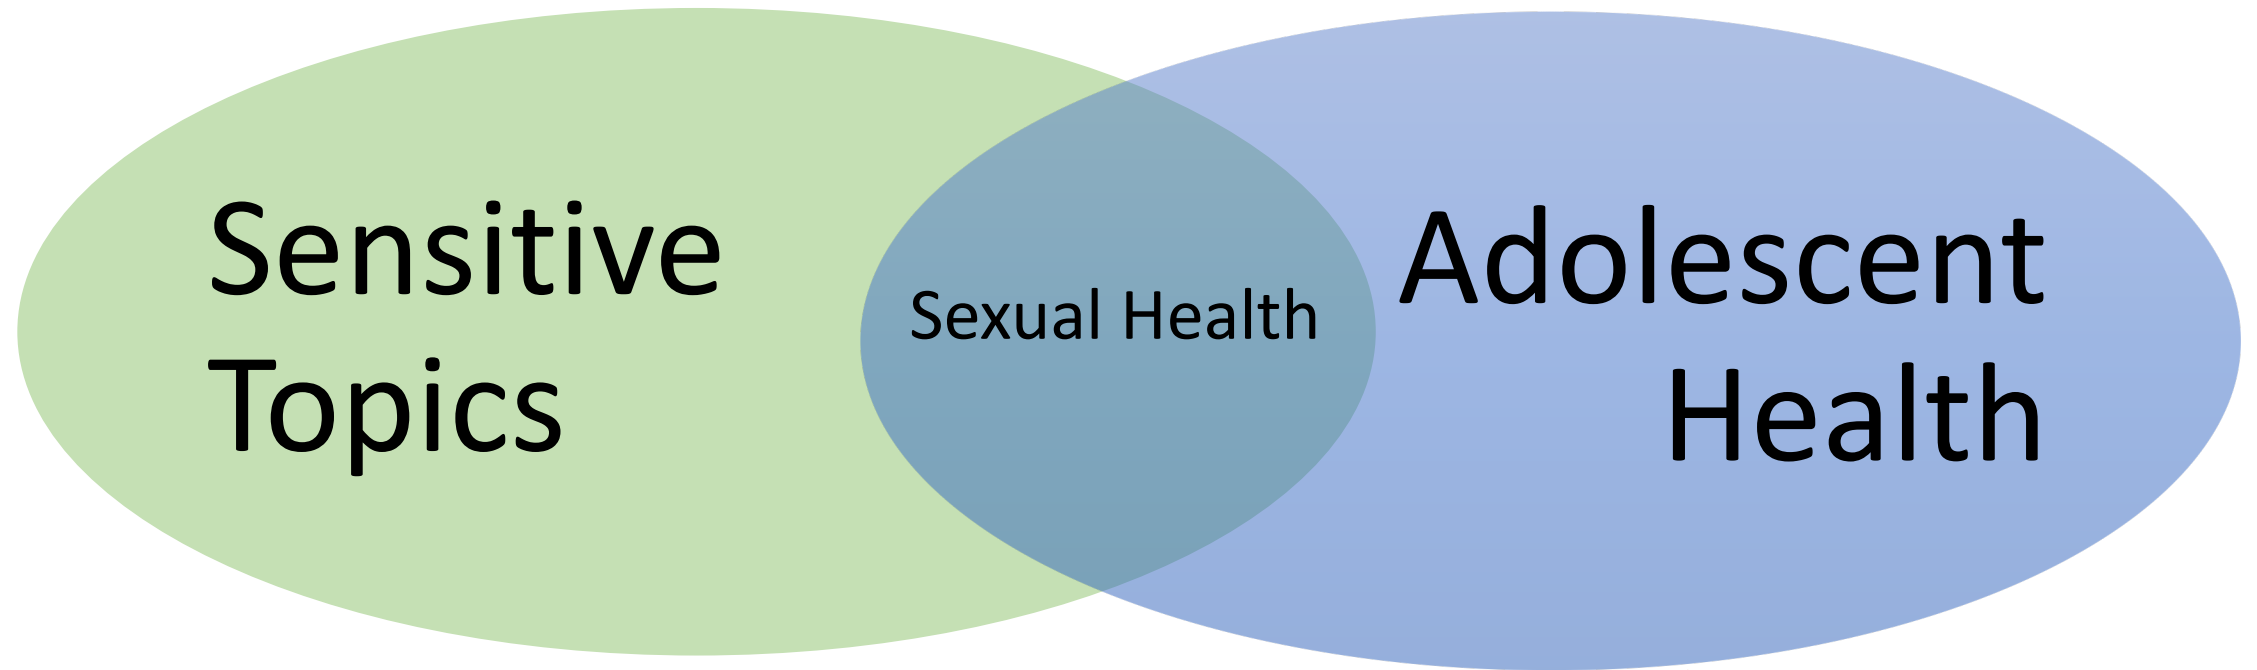 Sensitive
Topics
Sexual Health
Adolescent
Health